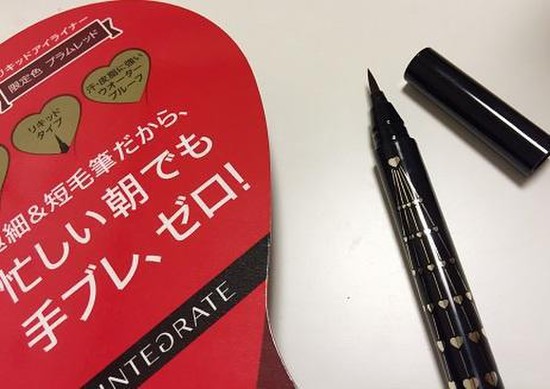 リキッドアイライナー
限定色 プラムレッド
リキッド
タイプ
汗・皮脂に強い
ウオーター
プルーフ
細&短毛筆だから、
忙しい朝でも
手ブレ、ゼロ!
INTEGRATE